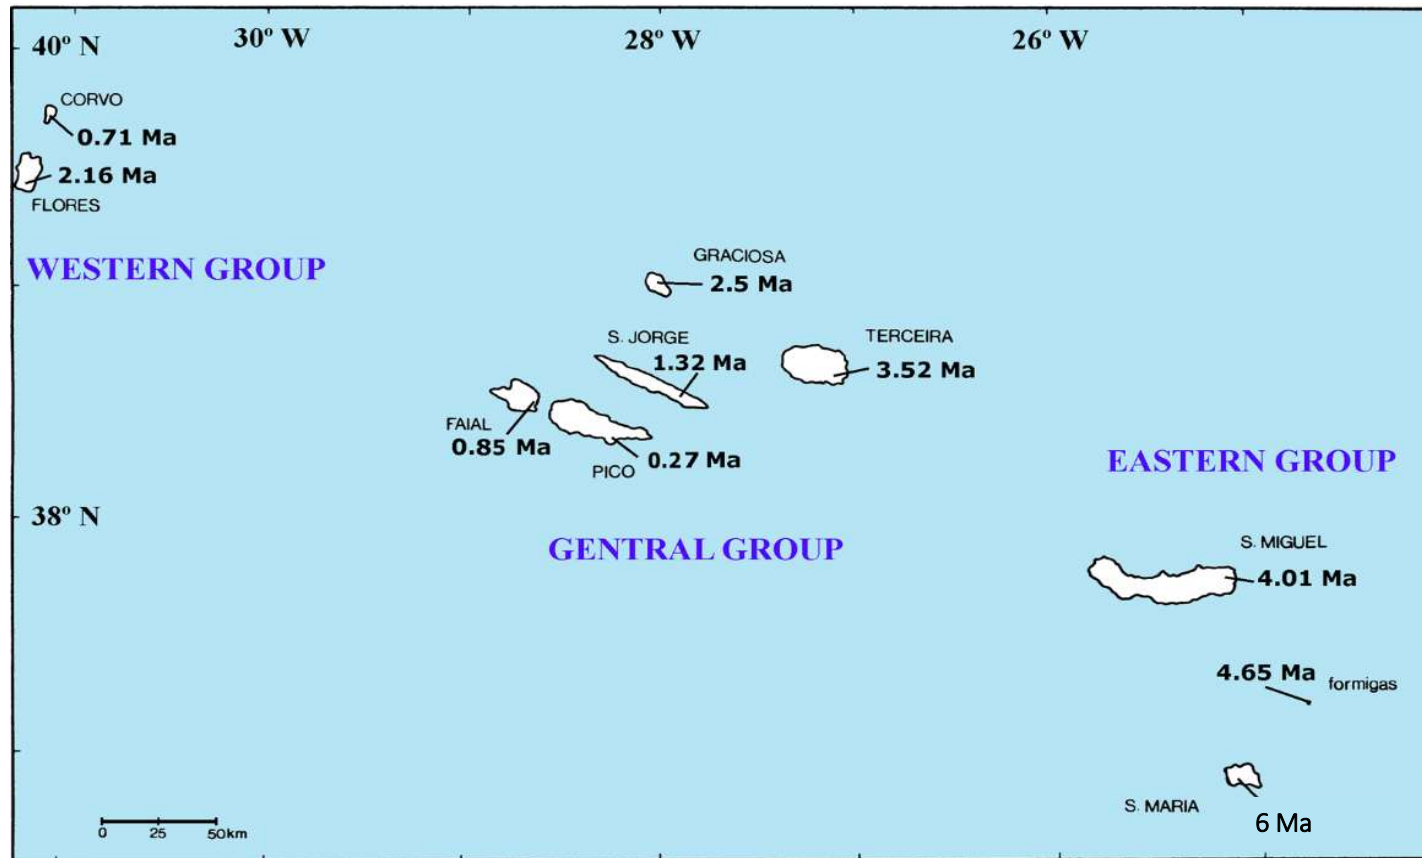 40º N
30º W
28º W
26º W
CORVO
0.71 Ma
2.16 Ma
FLORES
WESTERN GROUP
GRACIOSA
2.5 Ma
S. JORGE
1.32 Ma
TERCEIRA
3.52 Ma
FAIAL
0.85 Ma
PICO
0.27 Ma
EASTERN GROUP
38º N
GENTRAL GROUP
S. MIGUEL
4.01 Ma
4.65 Ma
formigas
S. MARIA
6 Ma
0 25 50km